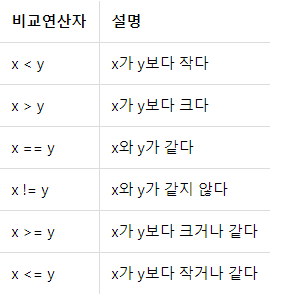 비교연산자 설명
x < y x가 y보다 작다
x > y x가 y보다 크다
x == y x와 y가 같다
x != y x와 y가 같지 않다
x >= y x가 y보다 크거나 같다
x <= y x가 y보다 작거나 같다